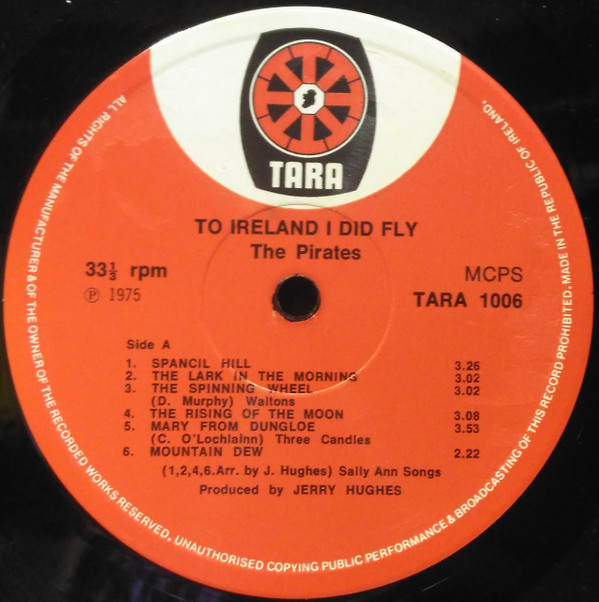 TARA
TO IRELAND I DID FLY
The Pirates
33⅓ rpm
MCPS
℗ 1975
TARA 1006
Side A
1. SPANCIL HILL 3.26
2. THE LARK IN THE MORNING 3.02
3. THE SPINNING WHEEL 3.02
(D. Murphy) Waltons
4. THE RISING OF THE MOON 3.08
5. MARY FROM DUNGLOE 3.53
(C. O'Lochlainn) Three Candles
6. MOUNTAIN DEW 2.22
(1,2,4,6.Arr. by J. Hughes) Sally Ann Songs
Produced by JERRY HUGHES
ALL RIGHTS OF THE MANUFACTURER & OF THE OWNER OF THE RECORDED WORKS RESERVED. UNAUTHORISED COPYING PUBLIC PERFORMANCE & BROADCASTING OF THIS RECORD PROHIBITED. MADE IN THE REPUBLIC OF IRELAND.